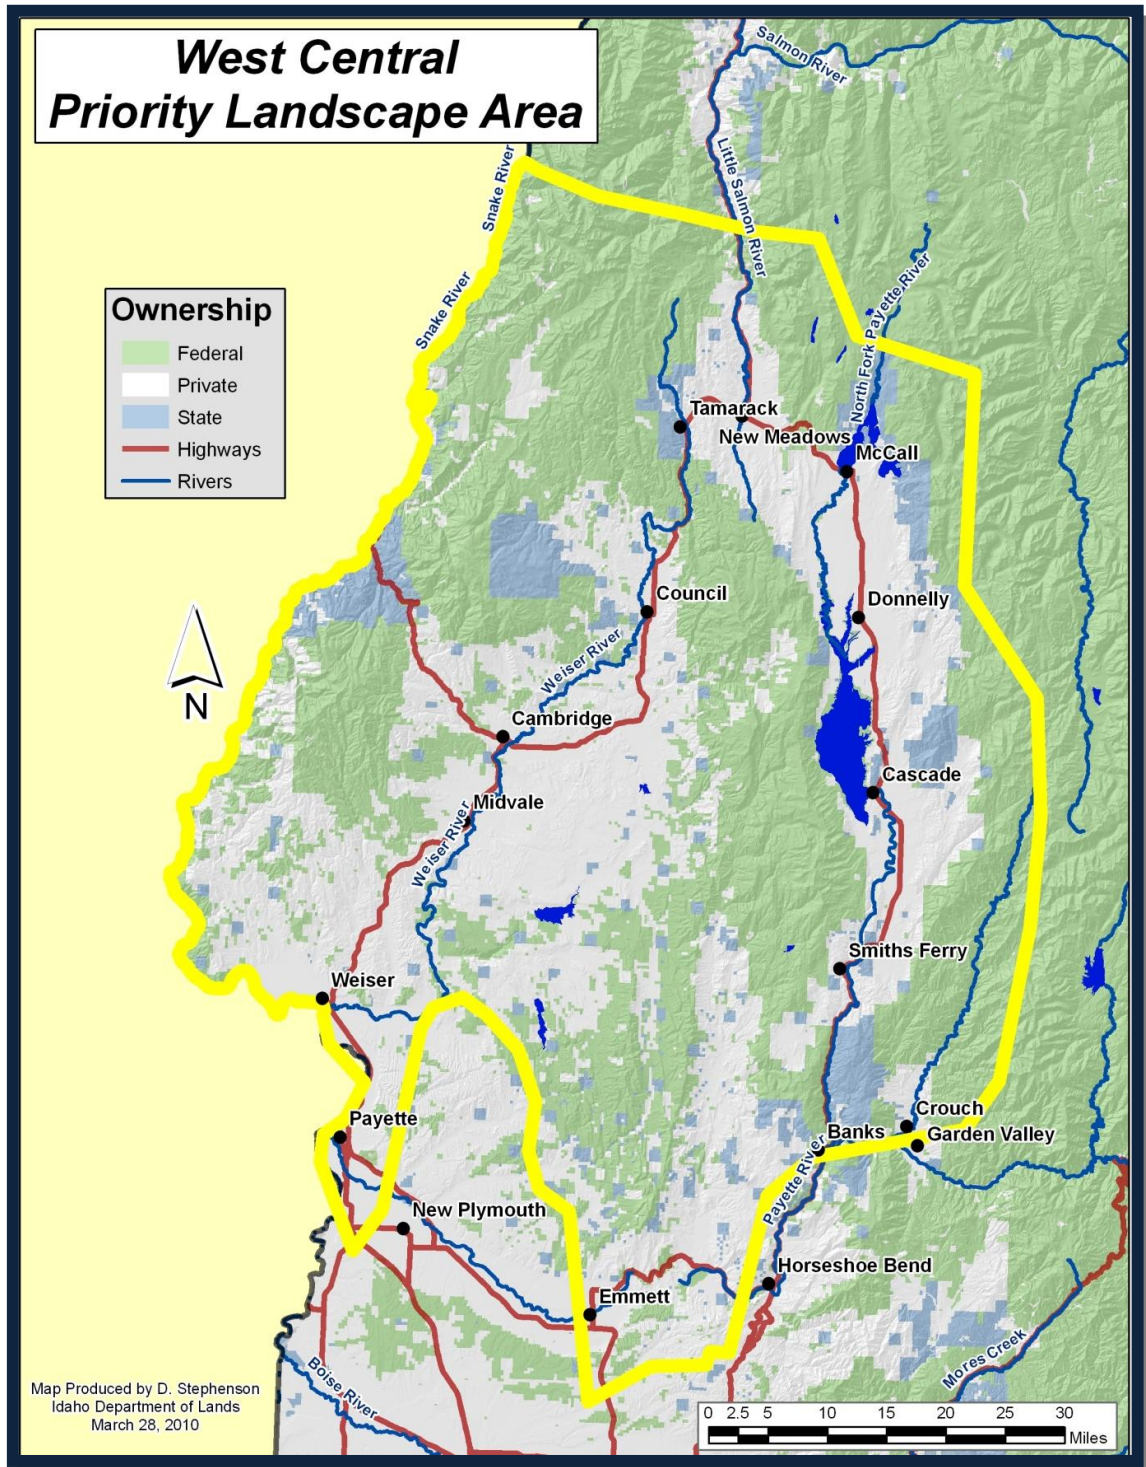 West Central
Priority Landscape Area
Salmon River
Little Salmon River
Snake River
Snake River
North Fork Payette River
Ownership
Federal
Private
State
Highways
Rivers
Tamarack
New Meadows
McCall
Council
Donnelly
Weiser River
N
Cambridge
Cascade
Midvale
Weiser River
Smiths Ferry
Weiser
Crouch
Payette
Banks
Garden Valley
Payette River
New Plymouth
Horseshoe Bend
Emmett
Mores Creek
Boise River
Map Produced by D. Stephenson
Idaho Department of Lands
March 28, 2010
0 2.5 5 10 15 20 25 30
Miles